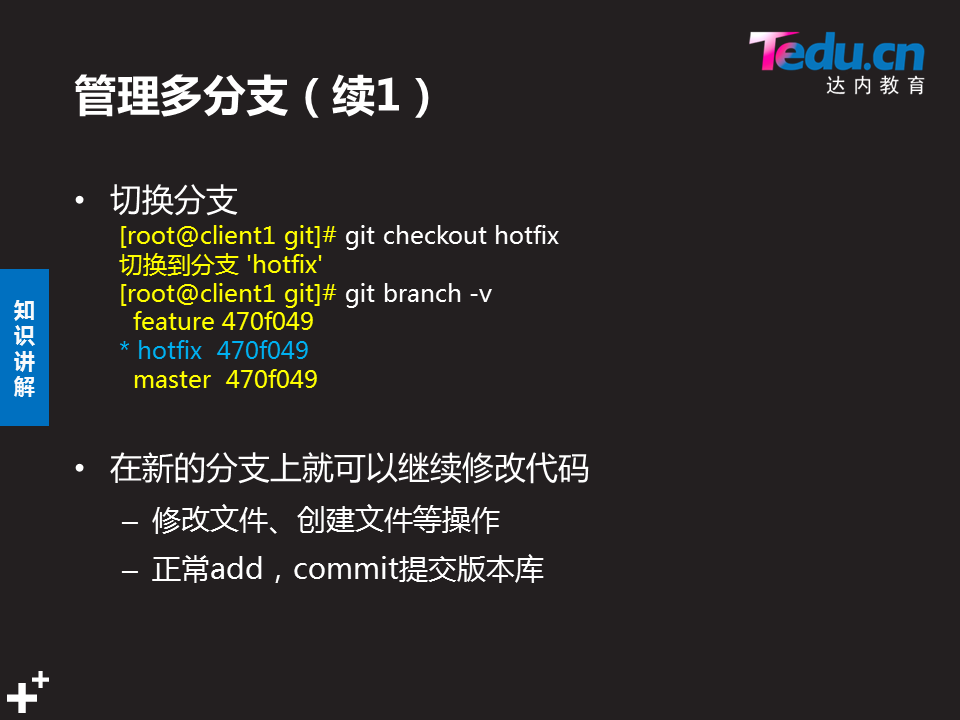 Tedu.cn
达内教育
管理多分支（续1）
• 切换分支
[root@client1 git]# git checkout hotfix
切换到分支 'hotfix'
[root@client1 git]# git branch -v
feature 470f049
* hotfix 470f049
master 470f049
知识讲解
• 在新的分支上就可以继续修改代码
– 修改文件、创建文件等操作
– 正常add，commit提交版本库